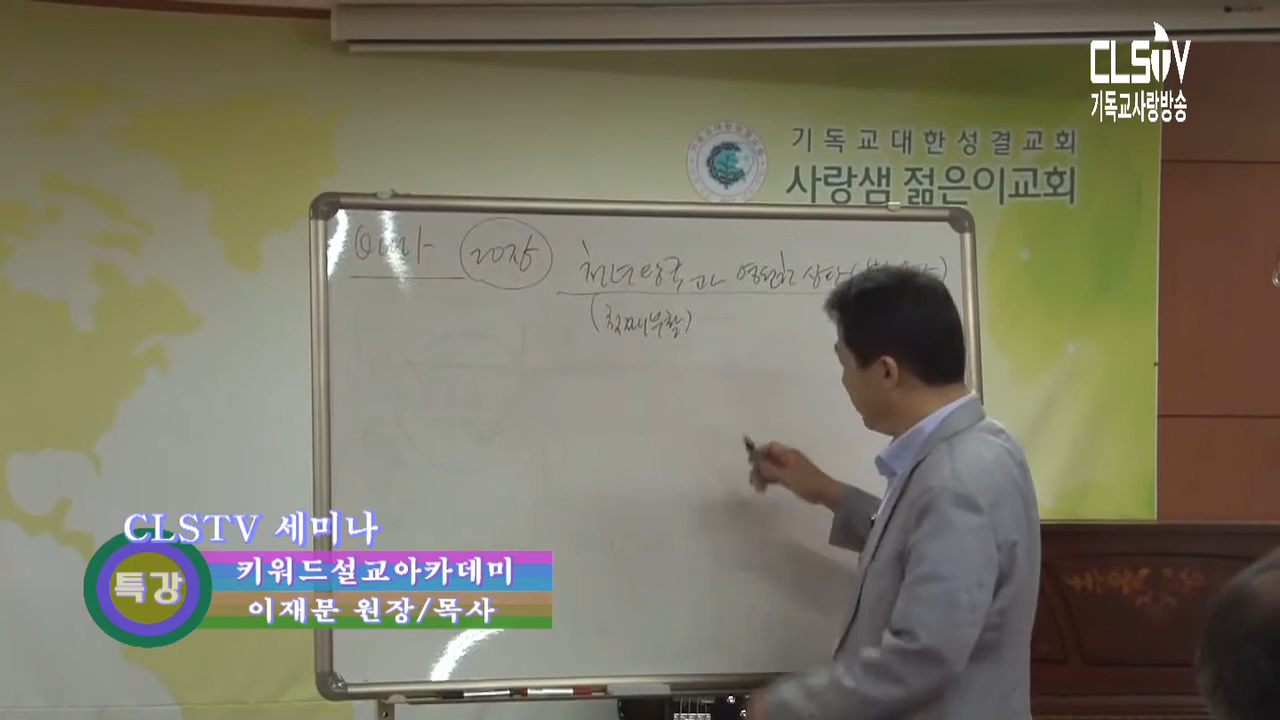 CLSTV
기독교사랑방송
기독교대한성결교회
사랑샘 젊은이교회
20장 천년왕국과 영원한 상
(첫째부활)
CLSTV 세미나
특강
키워드설교아카데미
이재문 원장/목사